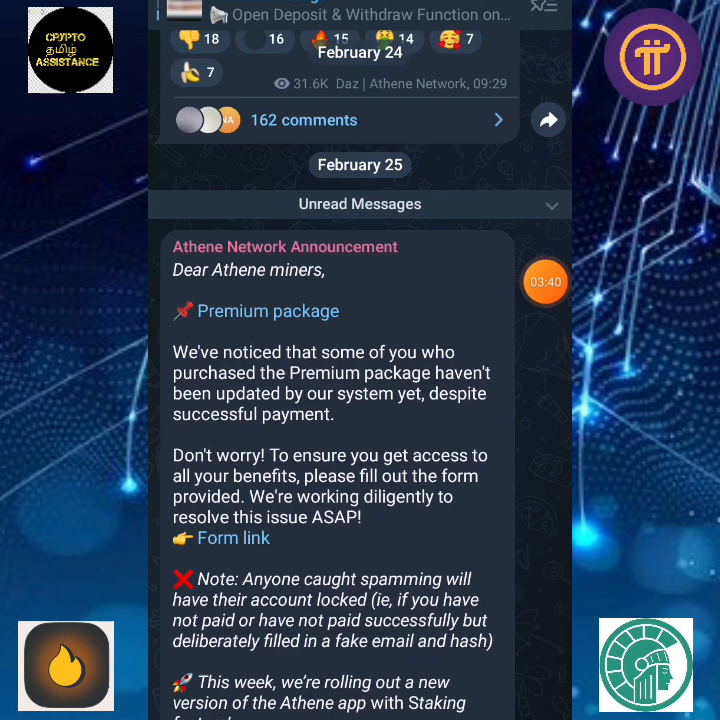 CRYPTO
தமிழ்
ASSISTANCE
Open Deposit & Withdraw Function on...
18
16
15
14
7
February 24
7
31.6K Daz | Athene Network, 09:29
NA
162 comments
February 25
Unread Messages
Athene Network Announcement
Dear Athene miners,
03:40
Premium package
We've noticed that some of you who
purchased the Premium package haven't
been updated by our system yet, despite
successful payment.
Don't worry! To ensure you get access to
all your benefits, please fill out the form
provided. We're working diligently to
resolve this issue ASAP!
Form link
Note: Anyone caught spamming will
have their account locked (ie, if you have
not paid or have not paid successfully but
deliberately filled in a fake email and hash)
This week, we're rolling out a new
version of the Athene app with Staking